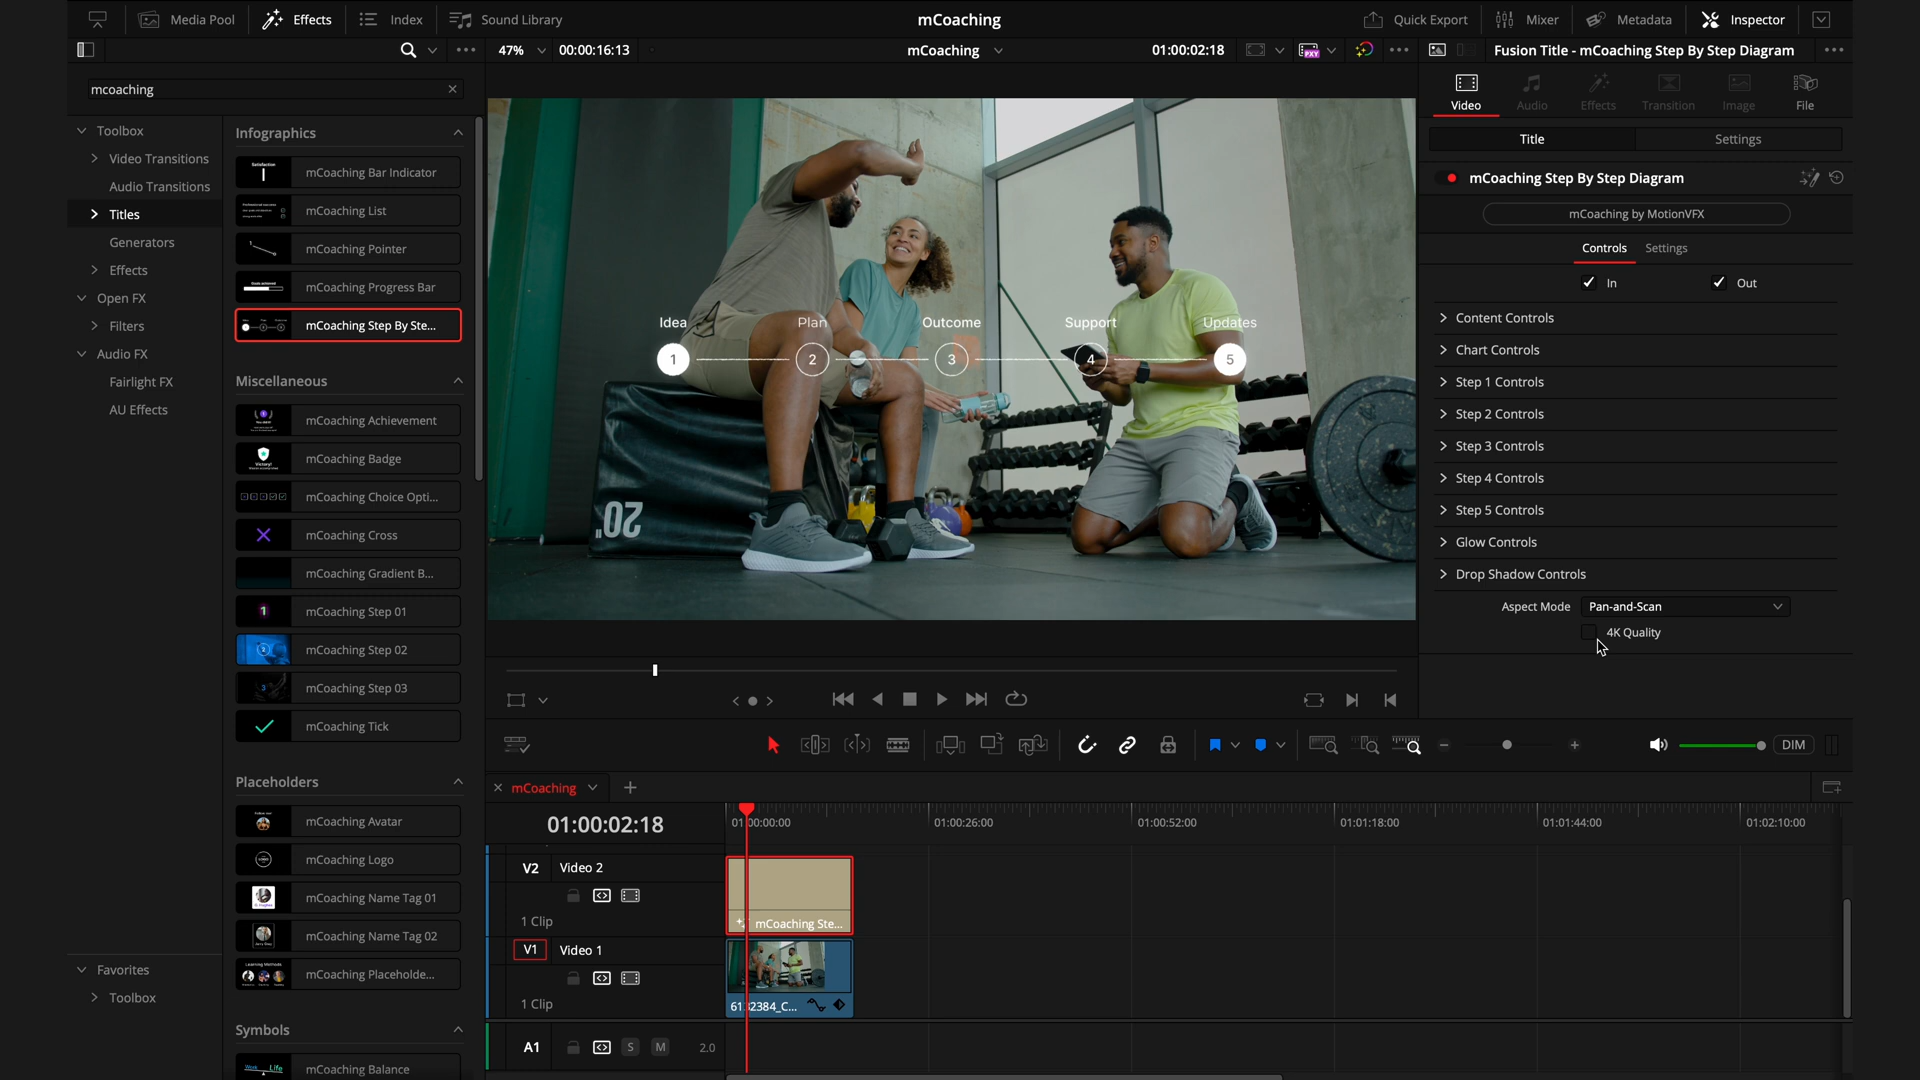 Media Pool
Effects
Index
Sound Library
mCoaching
Quick Export
Mixer
Metadata
Inspector
47%
00:00:16:13
mCoaching
01:00:02:18
PXY
Fusion Title - mCoaching Step By Step Diagram
mcoaching
Toolbox
Video Transitions
Audio Transitions
Titles
Generators
Effects
Open FX
Filters
Audio FX
Fairlight FX
AU Effects
Favorites
Toolbox
Infographics
mCoaching Bar Indicator
mCoaching List
mCoaching Pointer
mCoaching Progress Bar
mCoaching Step By Ste...
Miscellaneous
mCoaching Achievement
mCoaching Badge
mCoaching Choice Opti...
mCoaching Cross
mCoaching Gradient B...
1
mCoaching Step 01
2
mCoaching Step 02
3
mCoaching Step 03
mCoaching Tick
Placeholders
mCoaching Avatar
mCoaching Logo
mCoaching Name Tag 01
mCoaching Name Tag 02
mCoaching Placeholde...
Symbols
Life
mCoaching Balance
Idea
Plan
Outcome
Support
Updates
1
2
3
4
5
20"
Video
Audio
Effects
Transition
Image
File
Title
Settings
mCoaching Step By Step Diagram
mCoaching by MotionVFX
Controls
Settings
In
Out
Content Controls
Chart Controls
Step 1 Controls
Step 2 Controls
Step 3 Controls
Step 4 Controls
Step 5 Controls
Glow Controls
Drop Shadow Controls
Aspect Mode
Pan-and-Scan
4K Quality
DIM
mCoaching
01:00:02:18
01:00:00:00
01:00:26:00
01:00:52:00
01:01:18:00
01:01:44:00
01:02:10:00
V2
Video 2
1 Clip
mCoaching Ste...
V1
Video 1
1 Clip
A1
S
M
2.0